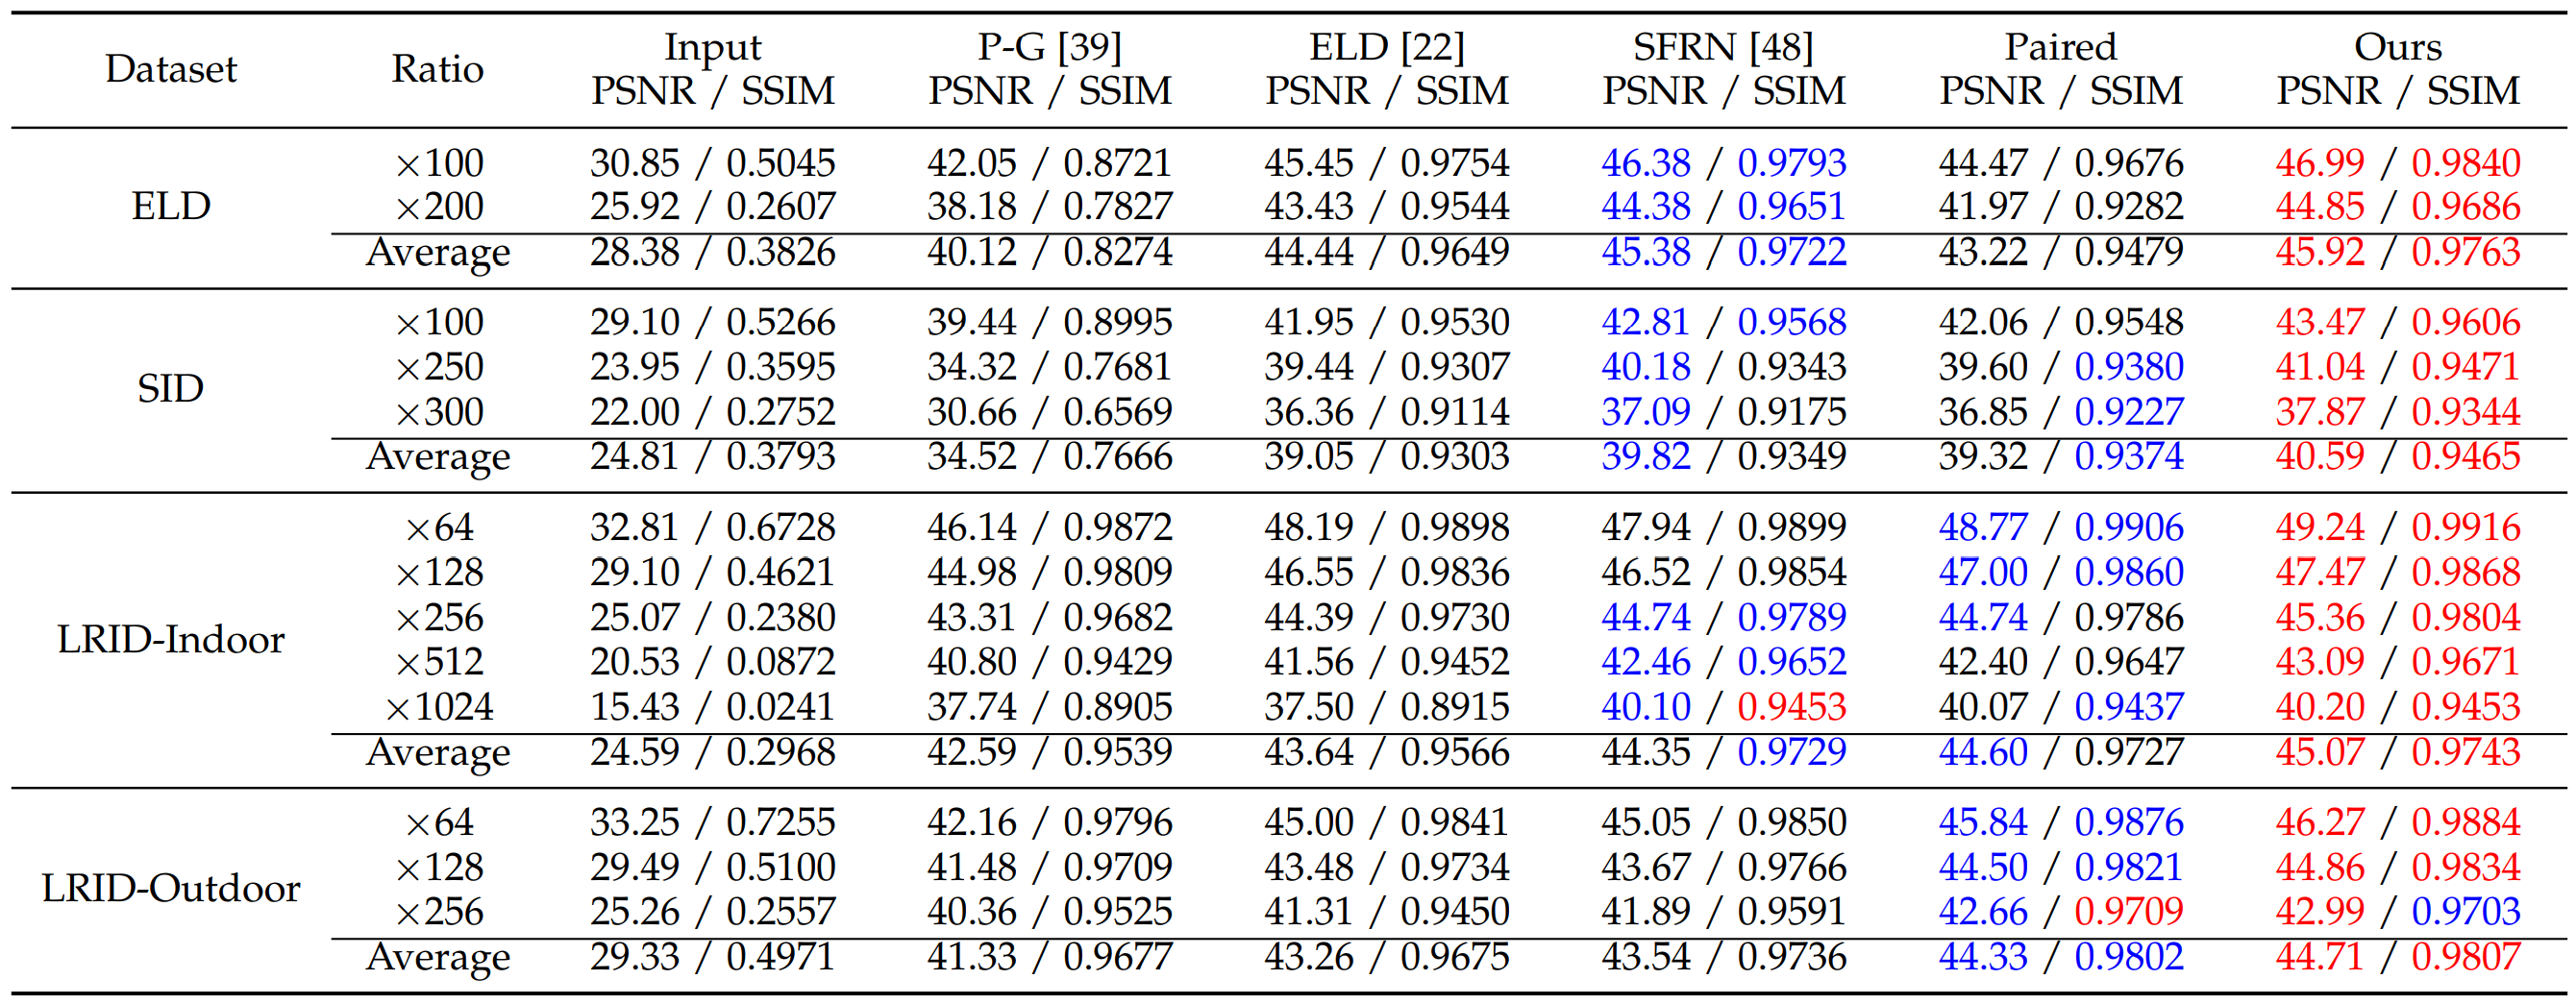 Dataset Ratio Input P-G [39] ELD [22] SFRN [48] Paired Ours
PSNR / SSIM PSNR / SSIM PSNR / SSIM PSNR / SSIM PSNR / SSIM PSNR / SSIM
ELD
×100 30.85 / 0.5045 42.05 / 0.8721 45.45 / 0.9754 46.38 / 0.9793 44.47 / 0.9676 46.99 / 0.9840
×200 25.92 / 0.2607 38.18 / 0.7827 43.43 / 0.9544 44.38 / 0.9651 41.97 / 0.9282 44.85 / 0.9686
Average 28.38 / 0.3826 40.12 / 0.8274 44.44 / 0.9649 45.38 / 0.9722 43.22 / 0.9479 45.92 / 0.9763
SID
×100 29.10 / 0.5266 39.44 / 0.8995 41.95 / 0.9530 42.81 / 0.9568 42.06 / 0.9548 43.47 / 0.9606
×250 23.95 / 0.3595 34.32 / 0.7681 39.44 / 0.9307 40.18 / 0.9343 39.60 / 0.9380 41.04 / 0.9471
×300 22.00 / 0.2752 30.66 / 0.6569 36.36 / 0.9114 37.09 / 0.9175 36.85 / 0.9227 37.87 / 0.9344
Average 24.81 / 0.3793 34.52 / 0.7666 39.05 / 0.9303 39.82 / 0.9349 39.32 / 0.9374 40.59 / 0.9465
LRID-Indoor
×64 32.81 / 0.6728 46.14 / 0.9872 48.19 / 0.9898 47.94 / 0.9899 48.77 / 0.9906 49.24 / 0.9916
×128 29.10 / 0.4621 44.98 / 0.9809 46.55 / 0.9836 46.52 / 0.9854 47.00 / 0.9860 47.47 / 0.9868
×256 25.07 / 0.2380 43.31 / 0.9682 44.39 / 0.9730 44.74 / 0.9789 44.74 / 0.9786 45.36 / 0.9804
×512 20.53 / 0.0872 40.80 / 0.9429 41.56 / 0.9452 42.46 / 0.9652 42.40 / 0.9647 43.09 / 0.9671
×1024 15.43 / 0.0241 37.74 / 0.8905 37.50 / 0.8915 40.10 / 0.9453 40.07 / 0.9437 40.20 / 0.9453
Average 24.59 / 0.2968 42.59 / 0.9539 43.64 / 0.9566 44.35 / 0.9729 44.60 / 0.9727 45.07 / 0.9743
LRID-Outdoor
×64 33.25 / 0.7255 42.16 / 0.9796 45.00 / 0.9841 45.05 / 0.9850 45.84 / 0.9876 46.27 / 0.9884
×128 29.49 / 0.5100 41.48 / 0.9709 43.48 / 0.9734 43.67 / 0.9766 44.50 / 0.9821 44.86 / 0.9834
×256 25.26 / 0.2557 40.36 / 0.9525 41.31 / 0.9450 41.89 / 0.9591 42.66 / 0.9709 42.99 / 0.9703
Average 29.33 / 0.4971 41.33 / 0.9677 43.26 / 0.9675 43.54 / 0.9736 44.33 / 0.9802 44.71 / 0.9807